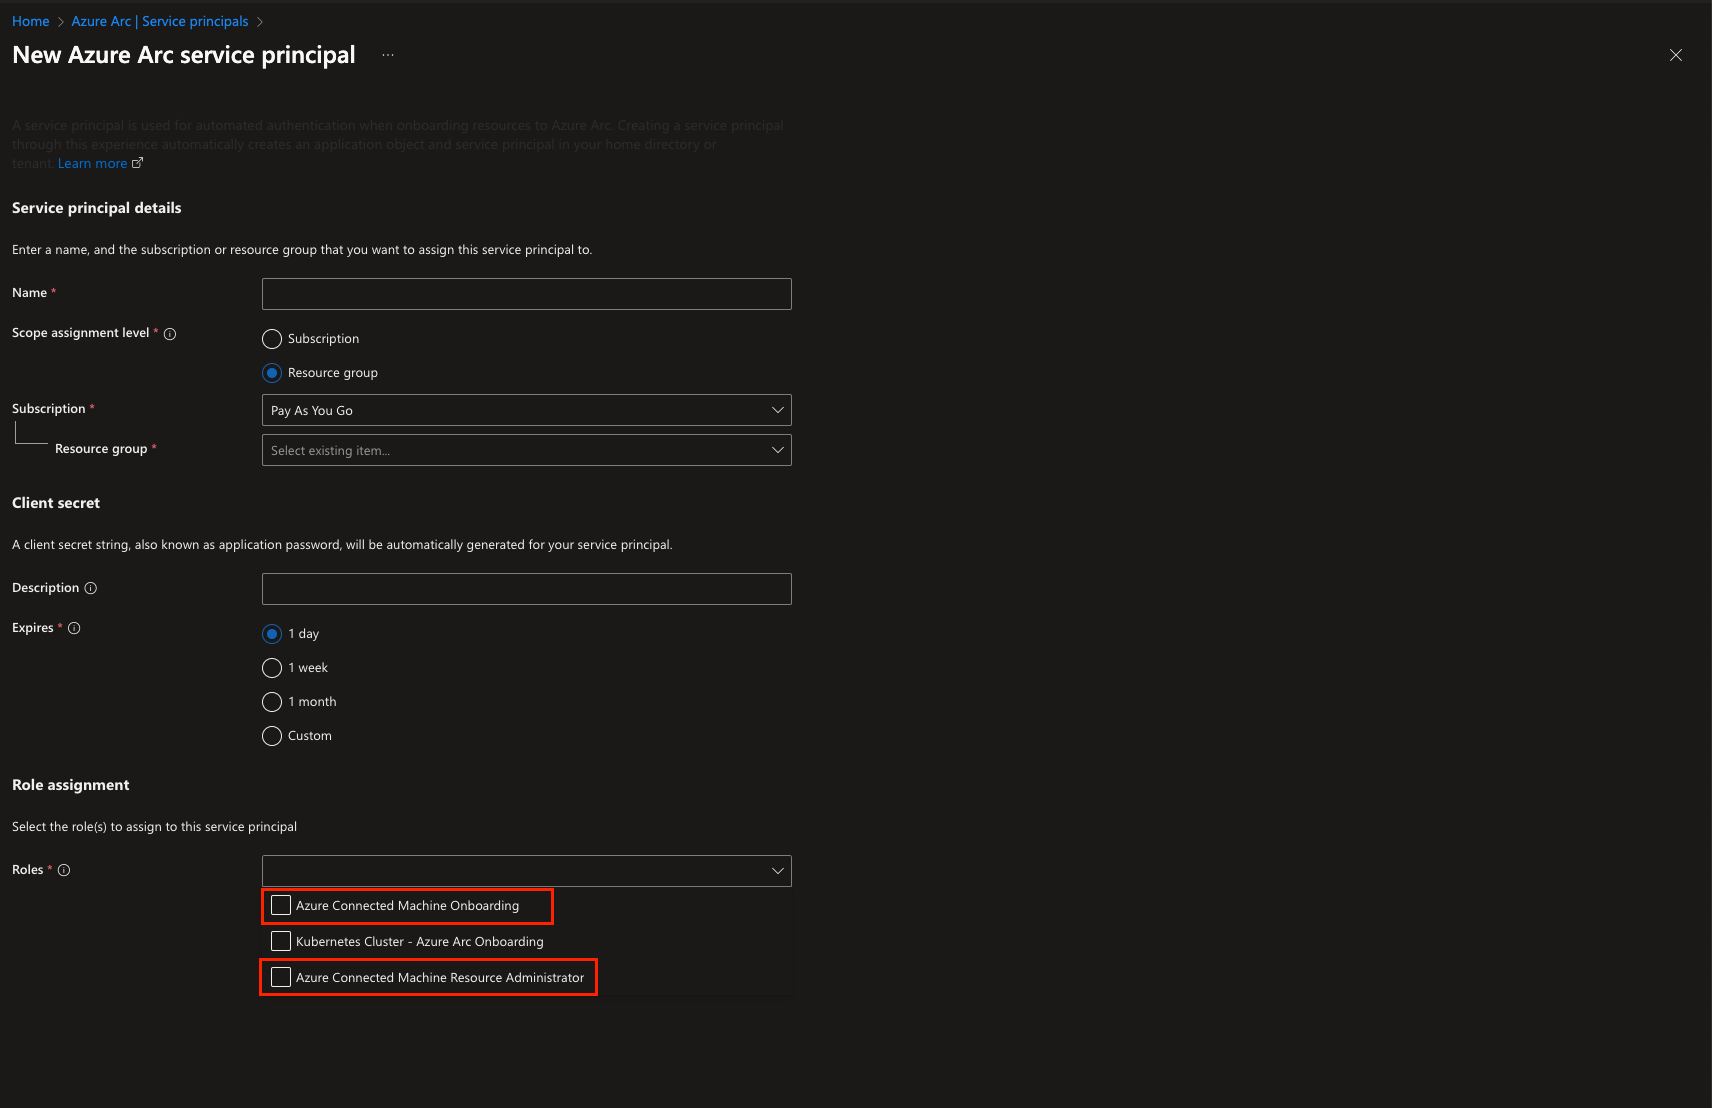 Home > Azure Arc | Service principals >
New Azure Arc service principal ...
A service principal is used for automated authentication when onboarding resources to Azure Arc. Creating a service principal
through this experience automatically creates an application object and service principal in your home directory or
tenant. Learn more
Service principal details
Enter a name, and the subscription or resource group that you want to assign this service principal to.
Name *
Scope assignment level *
Subscription
Resource group
Subscription *
Pay As You Go
Resource group *
Select existing item...
Client secret
A client secret string, also known as application password, will be automatically generated for your service principal.
Description
Expires *
1 day
1 week
1 month
Custom
Role assignment
Select the role(s) to assign to this service principal
Roles *
Azure Connected Machine Onboarding
Kubernetes Cluster - Azure Arc Onboarding
Azure Connected Machine Resource Administrator